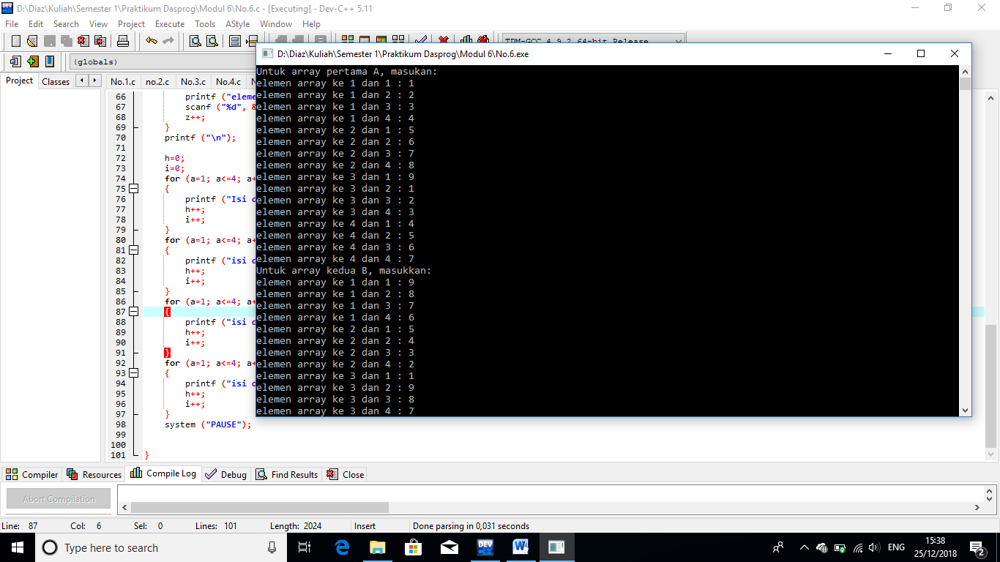 D:\Diaz\Kuliah\Semester 1\Praktikum Dasprog\Modul 6\No.6.c - [Executing] - Dev-C++ 5.11
File Edit Search View Project Execute Tools AStyle Window Help
TDM-GCC 4.9.2 64-bit Release
(globals)
Project Classes
No.1.c no.2.c No.3.c No.4.c
66 printf ("eleme
67 scanf ("%d", &
68 z++;
69 }
70 printf ("\n");
71
72 h=0;
73 i=0;
74 for (a=1; a<=4; a+
75 {
76 printf ("Isi d
77 h++;
78 i++;
79 }
80 for (a=1; a<=4; a+
81 {
82 printf ("isi d
83 h++;
84 i++;
85 }
86 for (a=1; a<=4; a+
87 {
88 printf ("isi d
89 h++;
90 i++;
91 }
92 for (a=1; a<=4; a+
93 {
94 printf ("isi d
95 h++;
96 i++;
97 }
98 system ("PAUSE");
99
100
101 }
D:\Diaz\Kuliah\Semester 1\Praktikum Dasprog\Modul 6\No.6.exe
Untuk array pertama A, masukan:
elemen array ke 1 dan 1 : 1
elemen array ke 1 dan 2 : 2
elemen array ke 1 dan 3 : 3
elemen array ke 1 dan 4 : 4
elemen array ke 2 dan 1 : 5
elemen array ke 2 dan 2 : 6
elemen array ke 2 dan 3 : 7
elemen array ke 2 dan 4 : 8
elemen array ke 3 dan 1 : 9
elemen array ke 3 dan 2 : 1
elemen array ke 3 dan 3 : 2
elemen array ke 3 dan 4 : 3
elemen array ke 4 dan 1 : 4
elemen array ke 4 dan 2 : 5
elemen array ke 4 dan 3 : 6
elemen array ke 4 dan 4 : 7
Untuk array kedua B, masukkan:
elemen array ke 1 dan 1 : 9
elemen array ke 1 dan 2 : 8
elemen array ke 1 dan 3 : 7
elemen array ke 1 dan 4 : 6
elemen array ke 2 dan 1 : 5
elemen array ke 2 dan 2 : 4
elemen array ke 2 dan 3 : 3
elemen array ke 2 dan 4 : 2
elemen array ke 3 dan 1 : 1
elemen array ke 3 dan 2 : 9
elemen array ke 3 dan 3 : 8
elemen array ke 3 dan 4 : 7
Compiler Resources Compile Log Debug Find Results Close
Abort Compilation
Line: 87 Col: 6 Sel: 0 Lines: 101 Length: 2024 Insert Done parsing in 0,031 seconds
Type here to search
ENG
15:38
25/12/2018
2